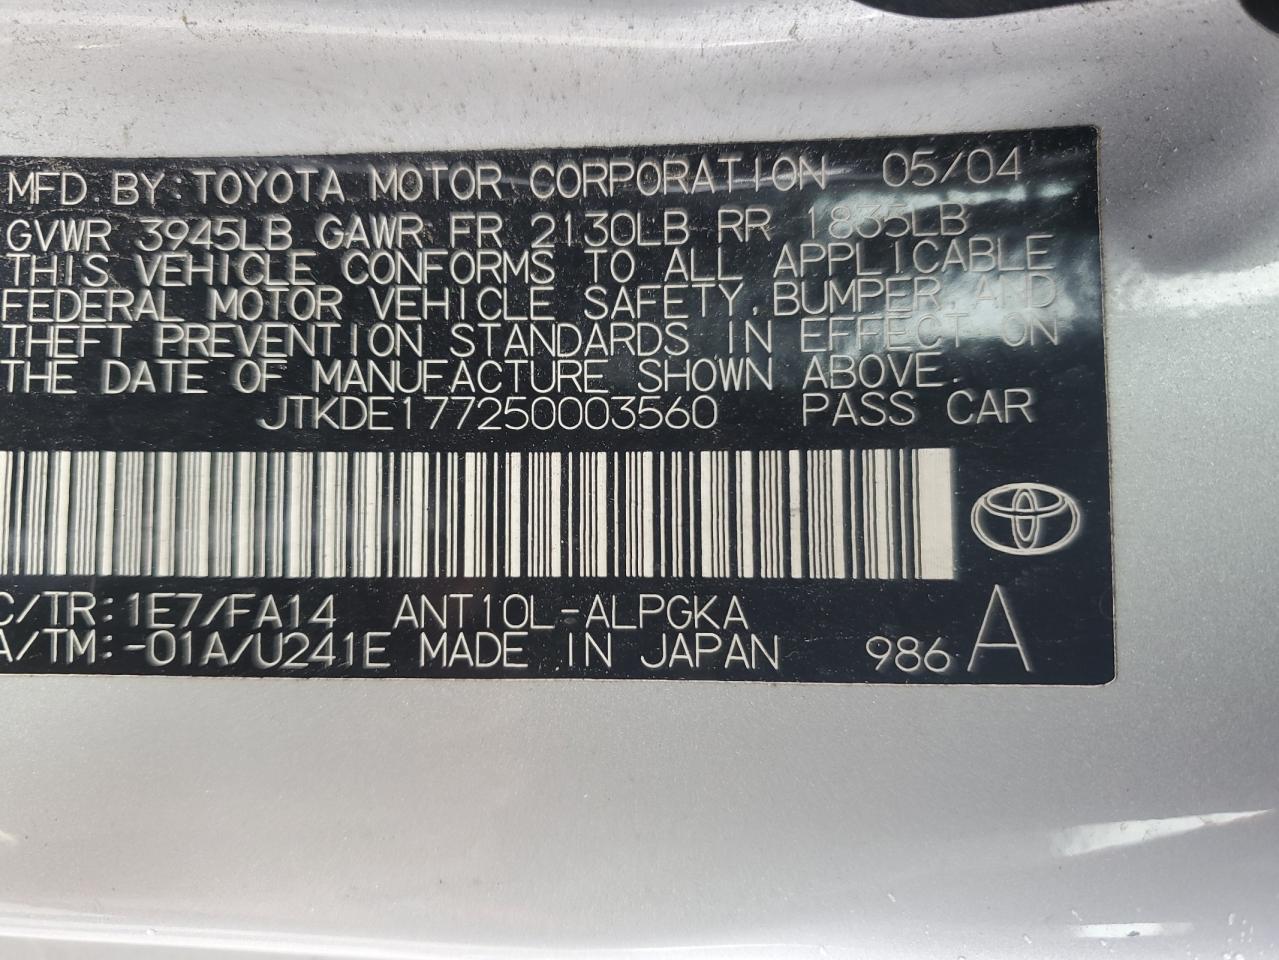 MFD. BY: TOYOTA MOTOR CORPORATION 05/04
GVWR 3945LB GAWR FR 2130LB RR 1835LB
THIS VEHICLE CONFORMS TO ALL APPLICABLE
FEDERAL MOTOR VEHICLE SAFETY, BUMPER, AND
THEFT PREVENTION STANDARDS IN EFFECT ON
THE DATE OF MANUFACTURE SHOWN ABOVE.
JTKDE177250003560 PASS CAR
C/TR: 1E7/FA14 ANT10L-ALPGKA
A/TM: -01A/U241E MADE IN JAPAN 986 A